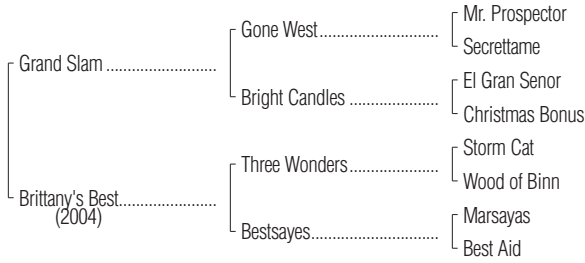 Mr. Prospector
Gone West
Secrettame
Grand Slam
El Gran Senor
Bright Candles
Christmas Bonus
Storm Cat
Three Wonders
Wood of Binn
Brittany's Best
(2004)
Marsayas
Bestsayes
Best Aid